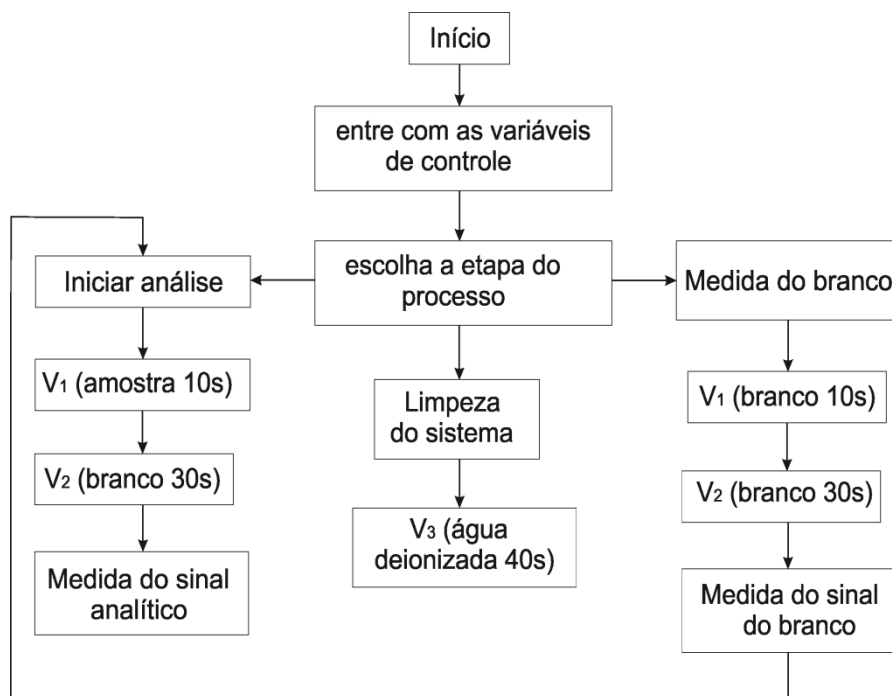 Início
entre com as variáveis
de controle
escolha a etapa do
processo
Iniciar análise
V₁ (amostra 10s)
V₂ (branco 30s)
Medida do sinal
analítico
Limpeza
do sistema
V₃ (água
deionizada 40s)
Medida do branco
V₁ (branco 10s)
V₂ (branco 30s)
Medida do sinal
do branco